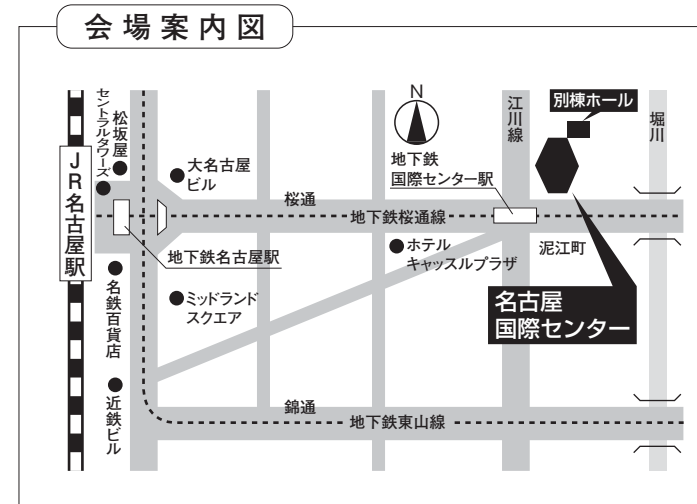 会場案内図
N
別棟ホール
江川線
堀川
セントラルタワーズ
松坂屋
大名古屋
ビル
地下鉄
国際センター駅
JR名古屋駅
桜通
地下鉄桜通線
地下鉄名古屋駅
ホテル
キャッスルプラザ
泥江町
名鉄百貨店
ミッドランド
スクエア
名古屋
国際センター
近鉄ビル
錦通
地下鉄東山線